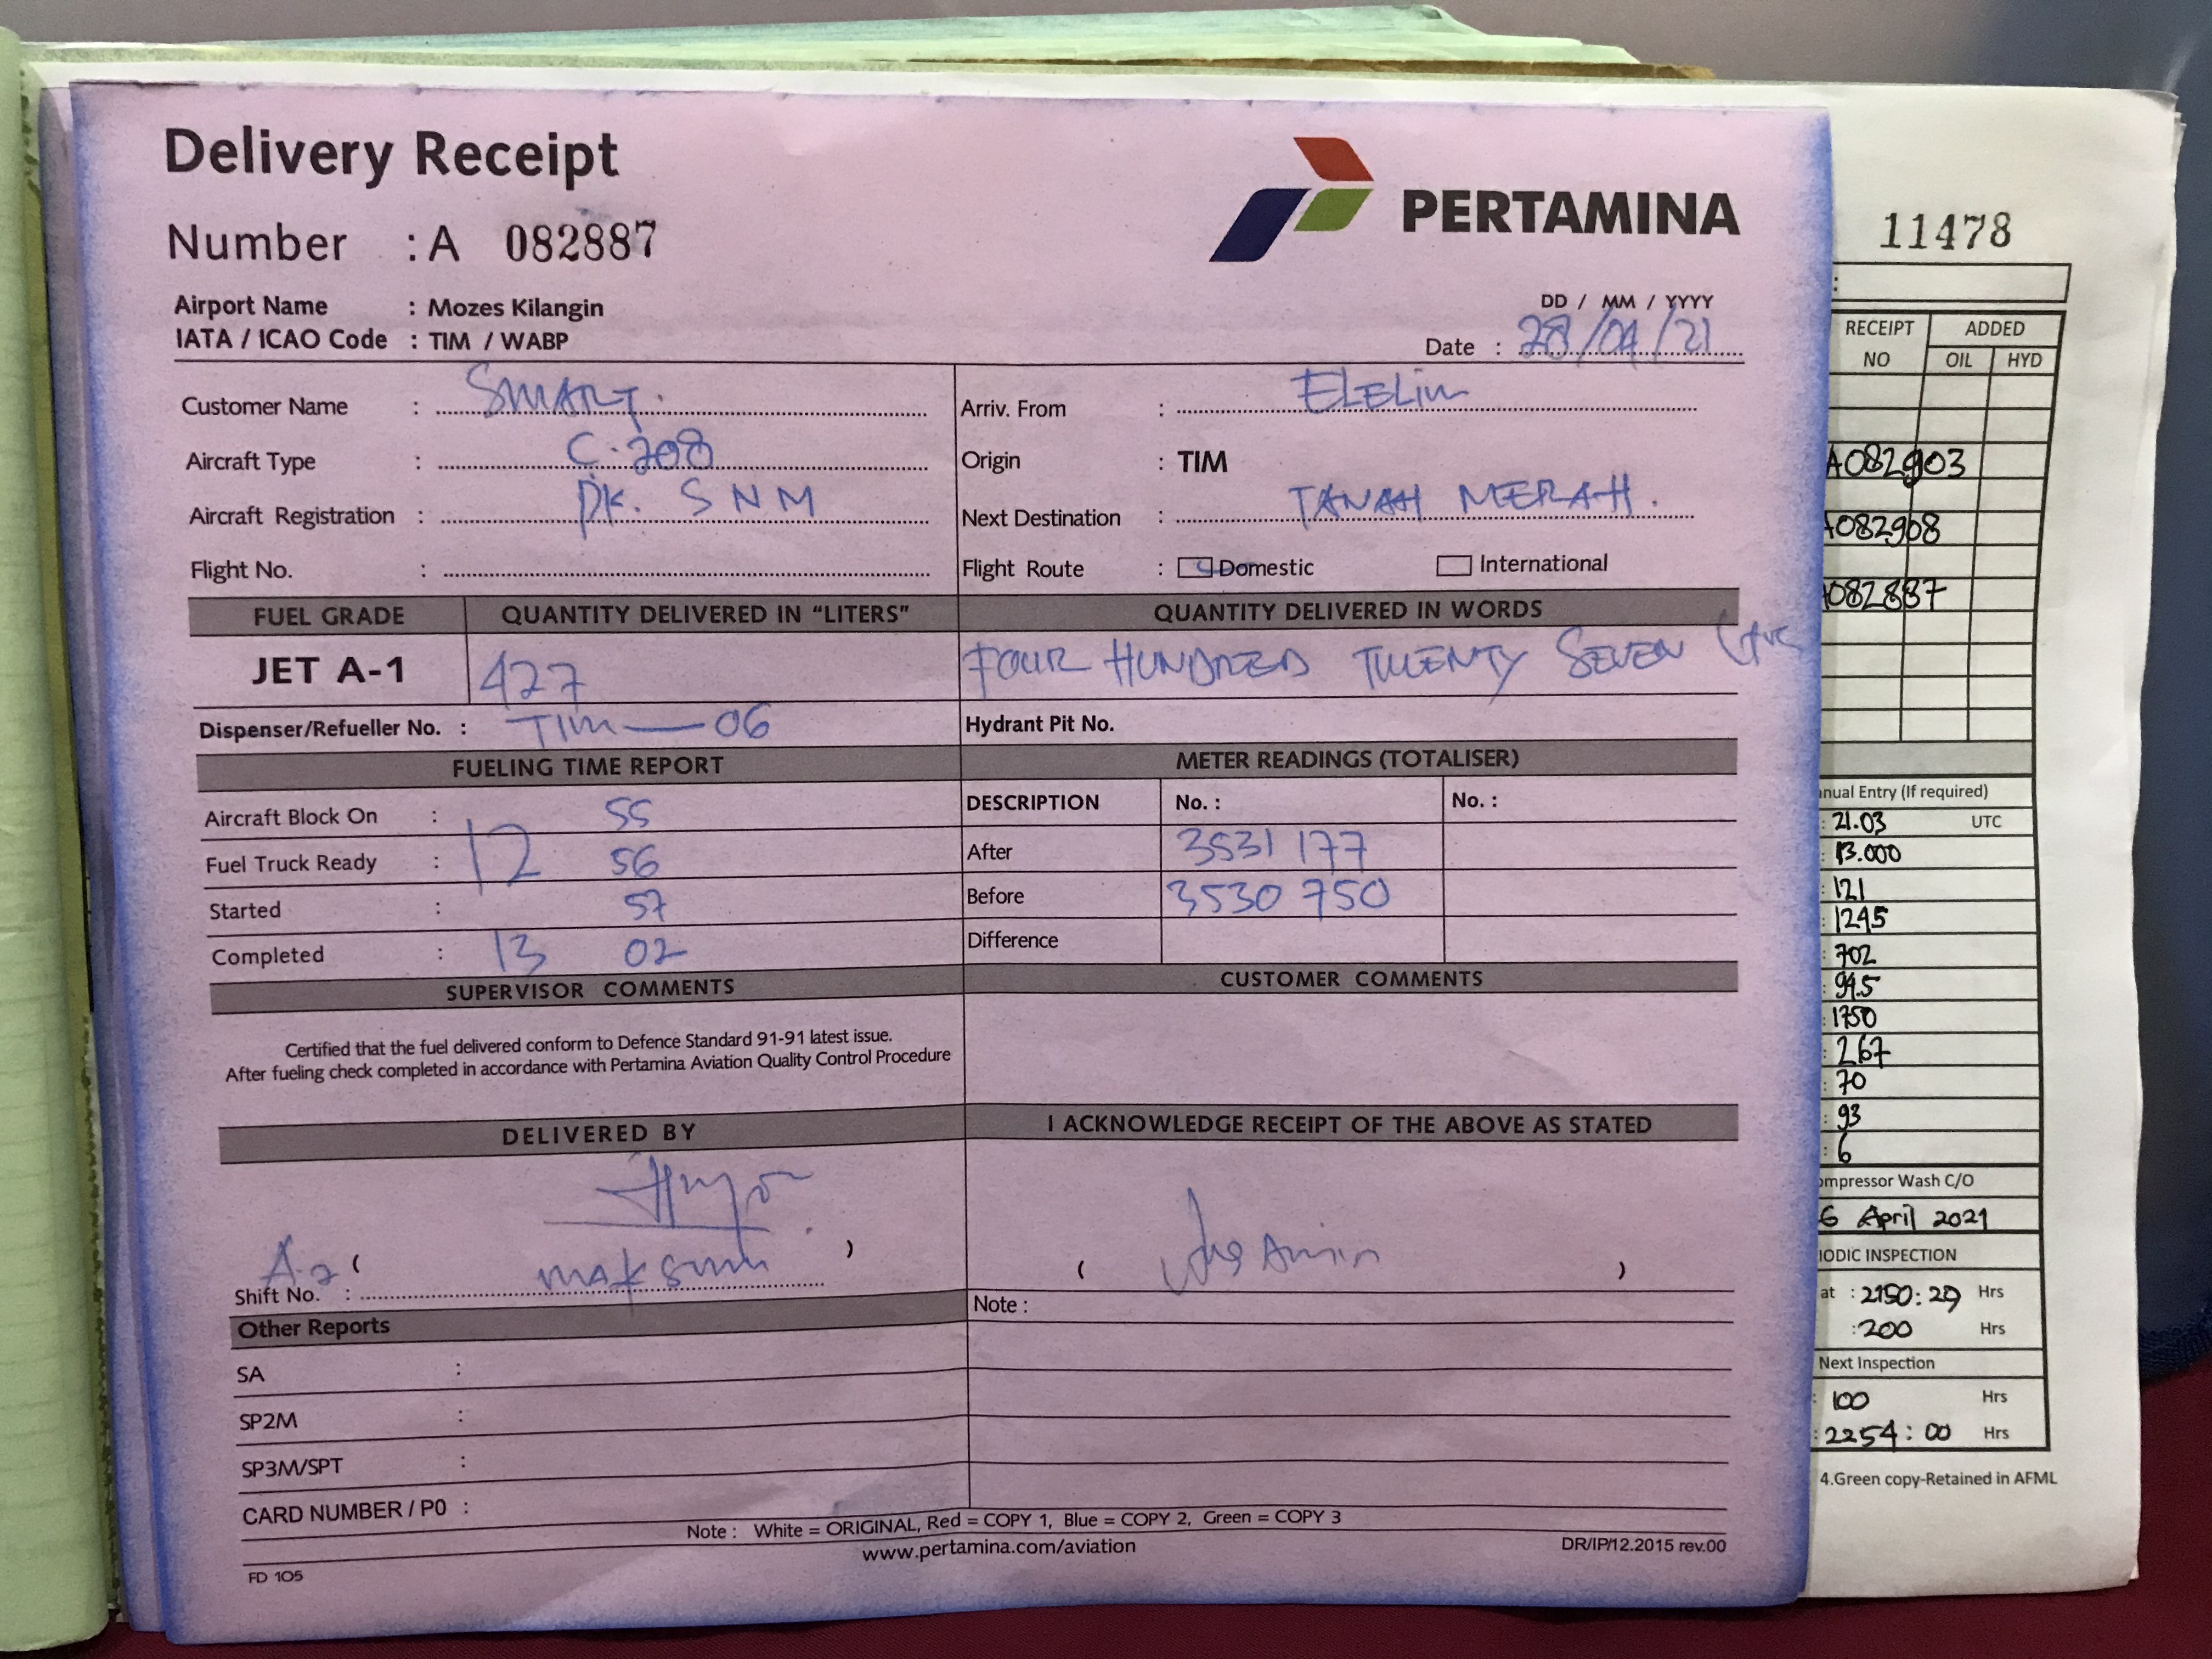 Delivery Receipt
PERTAMINA
Number : A 082887
Airport Name : Mozes Kilangin
IATA / ICAO Code : TIM / WABP
DD / MM / YYYY
Date : 28/04/21
Customer Name : SMART.
Arriv. From : ELELIM
Aircraft Type : C.208
Origin : TIM
Aircraft Registration : PK. SNM
Next Destination : TANAH MERAH.
Flight No. :
Flight Route : Domestic International
FUEL GRADE QUANTITY DELIVERED IN "LITERS" QUANTITY DELIVERED IN WORDS
JET A-1 427 FOUR HUNDRED TWENTY SEVEN Ltrs
Dispenser/Refueller No. : TIM — 06
Hydrant Pit No.
FUELING TIME REPORT
METER READINGS (TOTALISER)
Aircraft Block On : 55
DESCRIPTION No. : No. :
Fuel Truck Ready : 12 56
After 3531 177
Started : 57
Before 3530 750
Completed : 13 02
Difference
SUPERVISOR COMMENTS
CUSTOMER COMMENTS
Certified that the fuel delivered conform to Defence Standard 91-91 latest issue.
After fueling check completed in accordance with Pertamina Aviation Quality Control Procedure
DELIVERED BY
I ACKNOWLEDGE RECEIPT OF THE ABOVE AS STATED
( )
( )
Shift No. :
Note :
Other Reports
SA :
SP2M :
SP3M/SPT :
CARD NUMBER / P0 :
Note : White = ORIGINAL, Red = COPY 1, Blue = COPY 2, Green = COPY 3
www.pertamina.com/aviation
FD 105
DR/IP/12.2015 rev.00
11478
:
RECEIPT NO ADDED
OIL HYD
A082903
A082908
A082887
Entry (If required)
: 21.03 UTC
: 13.000
: 121
: 1295
: 702
: 99.5
: 1750
: 267
: 70
: 93
: 6
Wash C/O
6 April 2021
INSPECTION
at : 2150:29 Hrs
: 200 Hrs
Next Inspection
: 100 Hrs
: 2254:00 Hrs
4.Green copy-Retained in AFML